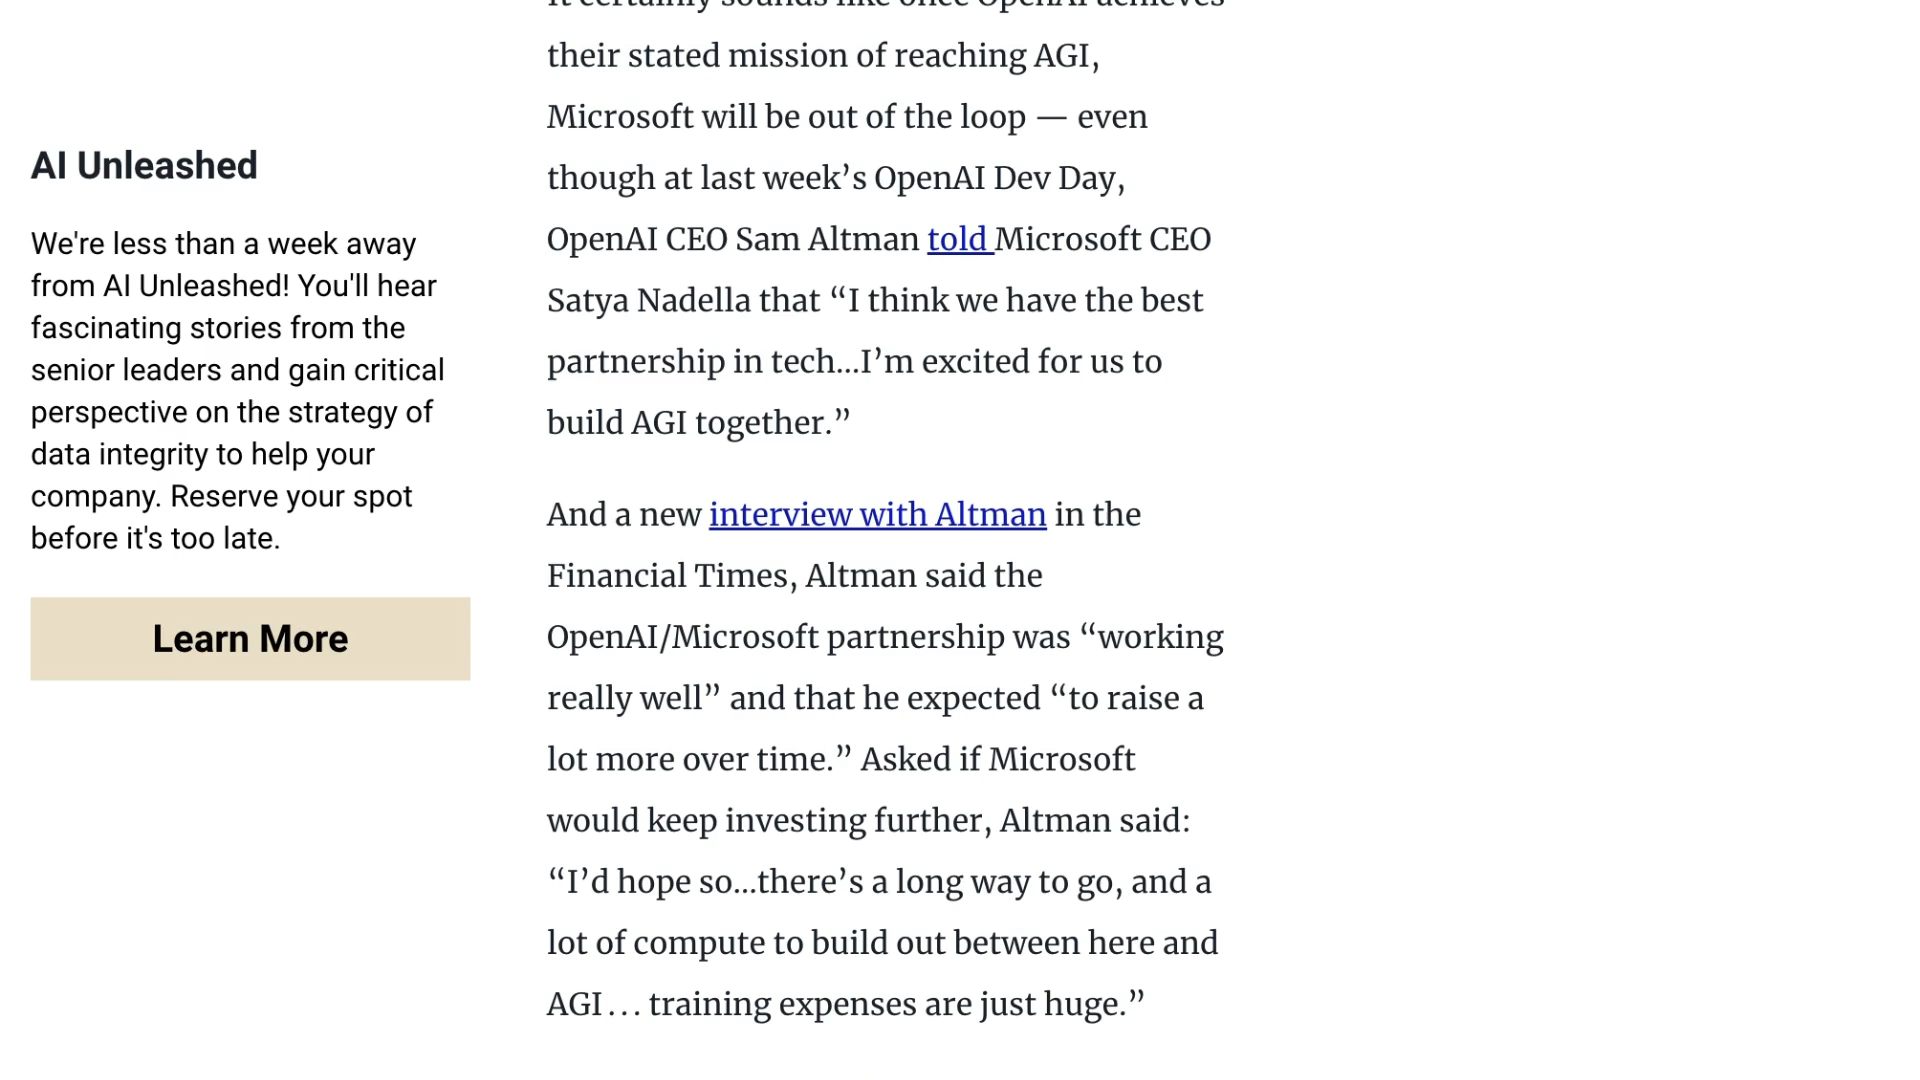 It certainly sounds like once OpenAI achieves
their stated mission of reaching AGI,
Microsoft will be out of the loop — even
though at last week’s OpenAI Dev Day,
OpenAI CEO Sam Altman told Microsoft CEO
Satya Nadella that “I think we have the best
partnership in tech…I’m excited for us to
build AGI together.”
And a new interview with Altman in the
Financial Times, Altman said the
OpenAI/Microsoft partnership was “working
really well” and that he expected “to raise a
lot more over time.” Asked if Microsoft
would keep investing further, Altman said:
“I’d hope so…there’s a long way to go, and a
lot of compute to build out between here and
AGI . . . training expenses are just huge.”
AI Unleashed
We're less than a week away
from AI Unleashed! You'll hear
fascinating stories from the
senior leaders and gain critical
perspective on the strategy of
data integrity to help your
company. Reserve your spot
before it's too late.
Learn More